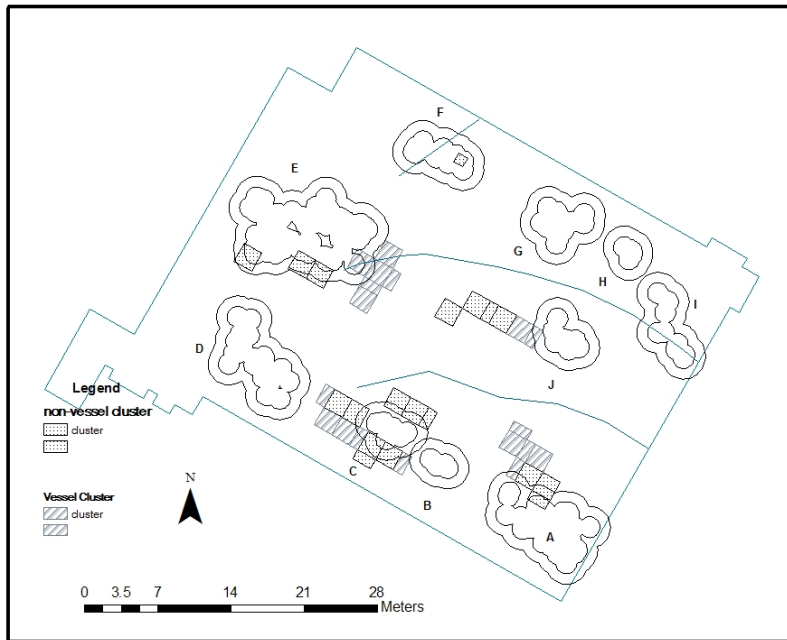 F
E
G
H
I
D
J
Legend
non-vessel cluster
cluster
N
C
B
A
Vessel Cluster
cluster
0 3.5 7 14 21 28
Meters